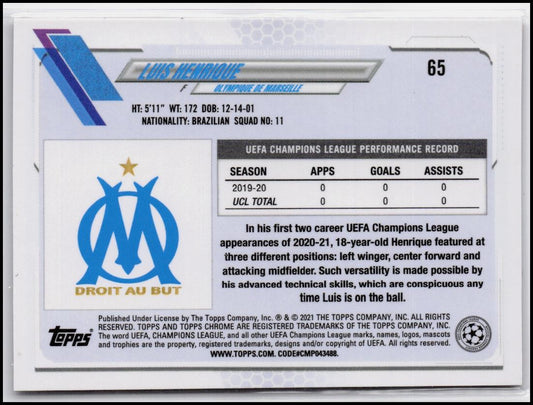 65
LUIS HENRIQUE
F OLYMPIQUE DE MARSEILLE
HT: 5'11" WT: 172 DOB: 12-14-01
NATIONALITY: BRAZILIAN SQUAD NO: 11
UEFA CHAMPIONS LEAGUE PERFORMANCE RECORD
SEASON APPS GOALS ASSISTS
2019-20 0 0 0
UCL TOTAL 0 0 0
DROIT AU BUT
In his first two career UEFA Champions League
appearances of 2020-21, 18-year-old Henrique featured at
three different positions: left winger, center forward and
attacking midfielder. Such versatility is made possible by
his advanced technical skills, which are conspicuous any
time Luis is on the ball.
Topps
Published Under License by The Topps Company, Inc. ® & © 2021 THE TOPPS COMPANY, INC. ALL
RIGHTS RESERVED. TOPPS AND TOPPS CHROME ARE REGISTERED TRADEMARKS OF THE TOPPS COMPANY, INC.
The word UEFA, CHAMPIONS LEAGUE, and all other UEFA CHAMPIONS LEAGUE marks, names, logos, mascots
and trophies are the property, registered trademarks, designs and/or copyright of UEFA. All Rights Reserved.
WWW.TOPPS.COM. CODE#CMP043488.